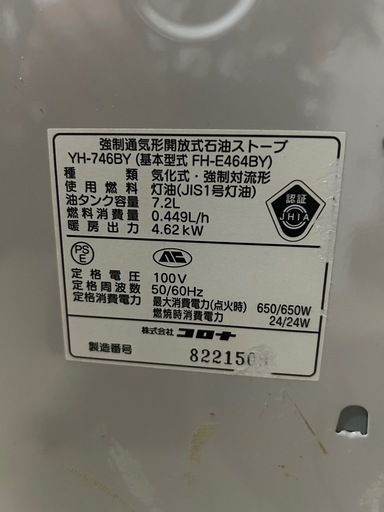 強制通気形開放式石油ストーブ
YH-746BY (基本型式 FH-E464BY)
種類 気化式・強制対流形
使用燃料 灯油(JIS1号灯油)
油タンク容量 7.2L
燃料消費量 0.449L/h
暖房出力 4.62kW
認証
JHIA
PS
E
定格電圧 100V
定格周波数 50/60Hz
定格消費電力 最大消費電力(点火時) 650/650W
燃焼時消費電力 24/24W
株式会社 コロナ
製造番号 822150